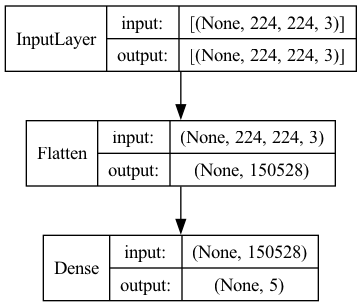 InputLayer
input: [(None, 224, 224, 3)]
output: [(None, 224, 224, 3)]
Flatten
input: (None, 224, 224, 3)
output: (None, 150528)
Dense
input: (None, 150528)
output: (None, 5)